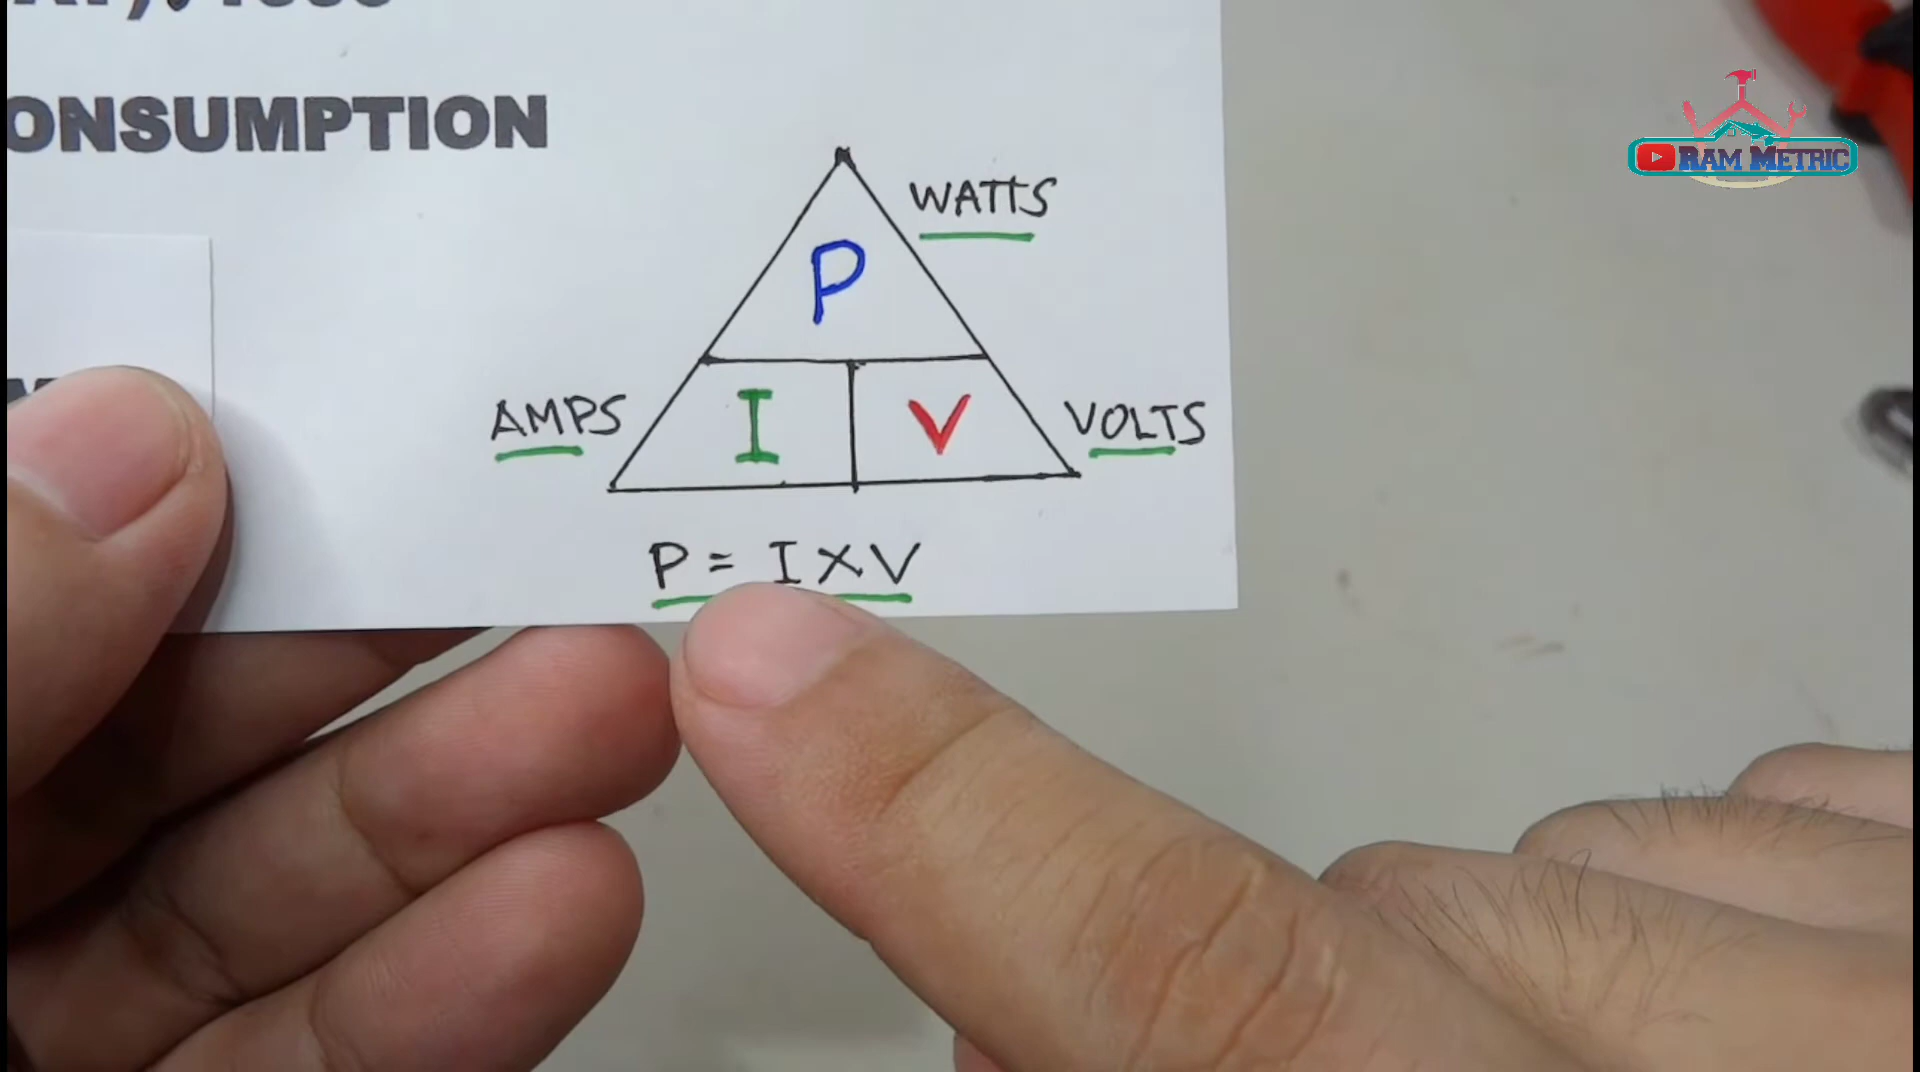 ONSUMPTION
WATTS
P
AMPS
I
V
VOLTS
P = I X V
RAM METRIC